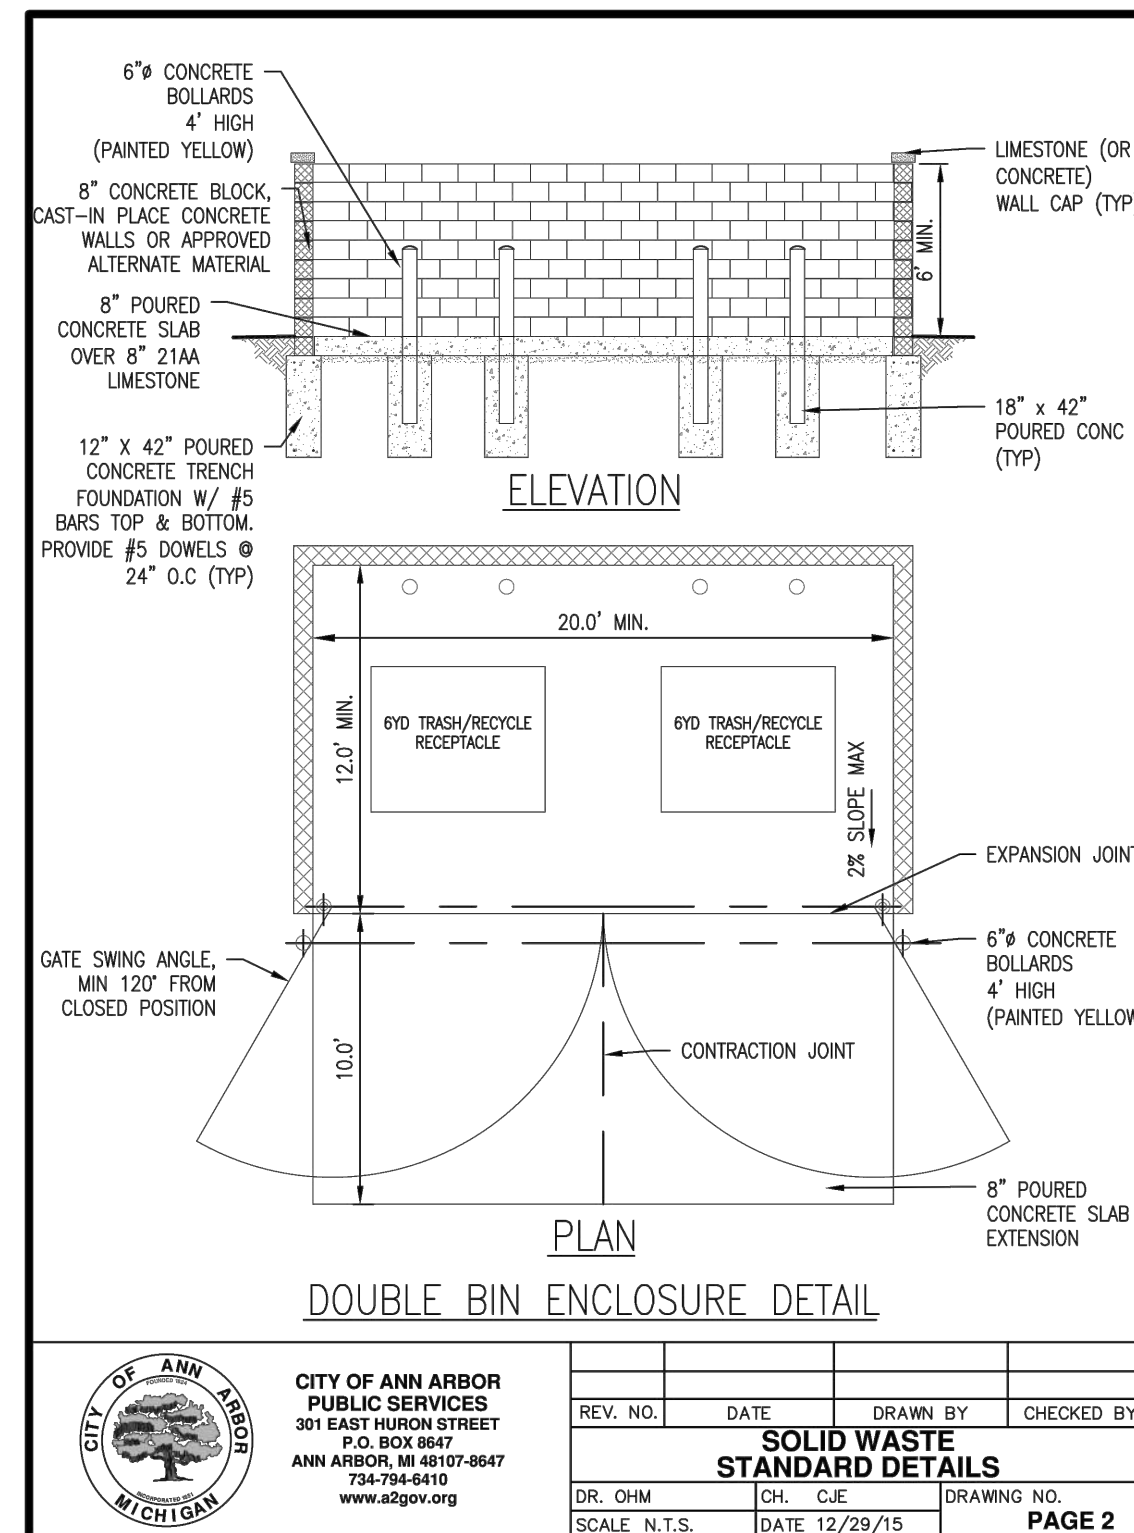 6"ø CONCRETE
BOLLARDS
4' HIGH
(PAINTED YELLOW)
8" CONCRETE BLOCK,
CAST-IN PLACE CONCRETE
WALLS OR APPROVED
ALTERNATE MATERIAL
8" POURED
CONCRETE SLAB
OVER 8" 21AA
LIMESTONE
12" X 42" POURED
CONCRETE TRENCH
FOUNDATION W/ #5
BARS TOP & BOTTOM.
PROVIDE #5 DOWELS @
24" O.C (TYP)
LIMESTONE (OR
CONCRETE)
WALL CAP (TYP
6' MIN.
18" x 42"
POURED CONC
(TYP)
ELEVATION
20.0' MIN.
12.0' MIN.
6YD TRASH/RECYCLE
RECEPTACLE
6YD TRASH/RECYCLE
RECEPTACLE
2% SLOPE MAX
EXPANSION JOINT
6"ø CONCRETE
BOLLARDS
4' HIGH
(PAINTED YELLOW
GATE SWING ANGLE,
MIN 120° FROM
CLOSED POSITION
10.0'
CONTRACTION JOINT
8" POURED
CONCRETE SLAB
EXTENSION
PLAN
DOUBLE BIN ENCLOSURE DETAIL
CITY OF ANN ARBOR
MICHIGAN
FOUNDED 1824
INCORPORATED 1851
CITY OF ANN ARBOR
PUBLIC SERVICES
301 EAST HURON STREET
P.O. BOX 8647
ANN ARBOR, MI 48107-8647
734-794-6410
www.a2gov.org
REV. NO. DATE DRAWN BY CHECKED BY
SOLID WASTE
STANDARD DETAILS
DR. OHM CH. CJE DRAWING NO.
SCALE N.T.S. DATE 12/29/15 PAGE 2